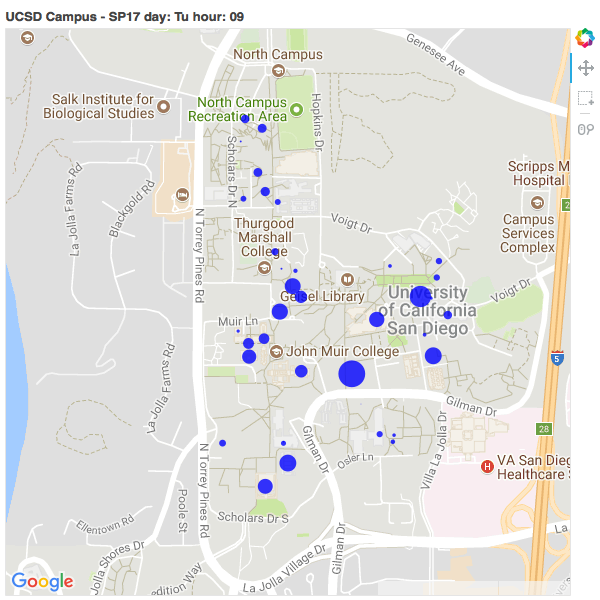 UCSD Campus - SP17 day: Tu hour: 09
Genesee Ave
North Campus
Salk Institute for
Biological Studies
North Campus
Recreation Area
Hopkins Dr
Scholars Dr N
La Jolla Farms Rd
Blackgold Rd
N Torrey Pines Rd
Scripps M
Hospital
2
Campus
Services
Complex
Voigt Dr
Thurgood
Marshall
College
Geisel Library
University
of California
San Diego
Voigt Dr
Muir Ln
John Muir College
La Jolla Farms Rd
5
Gilman Dr
28
N Torrey Pines Rd
Gilman Dr
Osler Ln
Villa La Jolla Dr
H
VA San Dieg
Healthcare
Poole St
Ellentown Rd
Scholars Dr S
La Jolla Shores Dr
Gilman Dr
La
La Jolla Village Dr
edition Way
Google